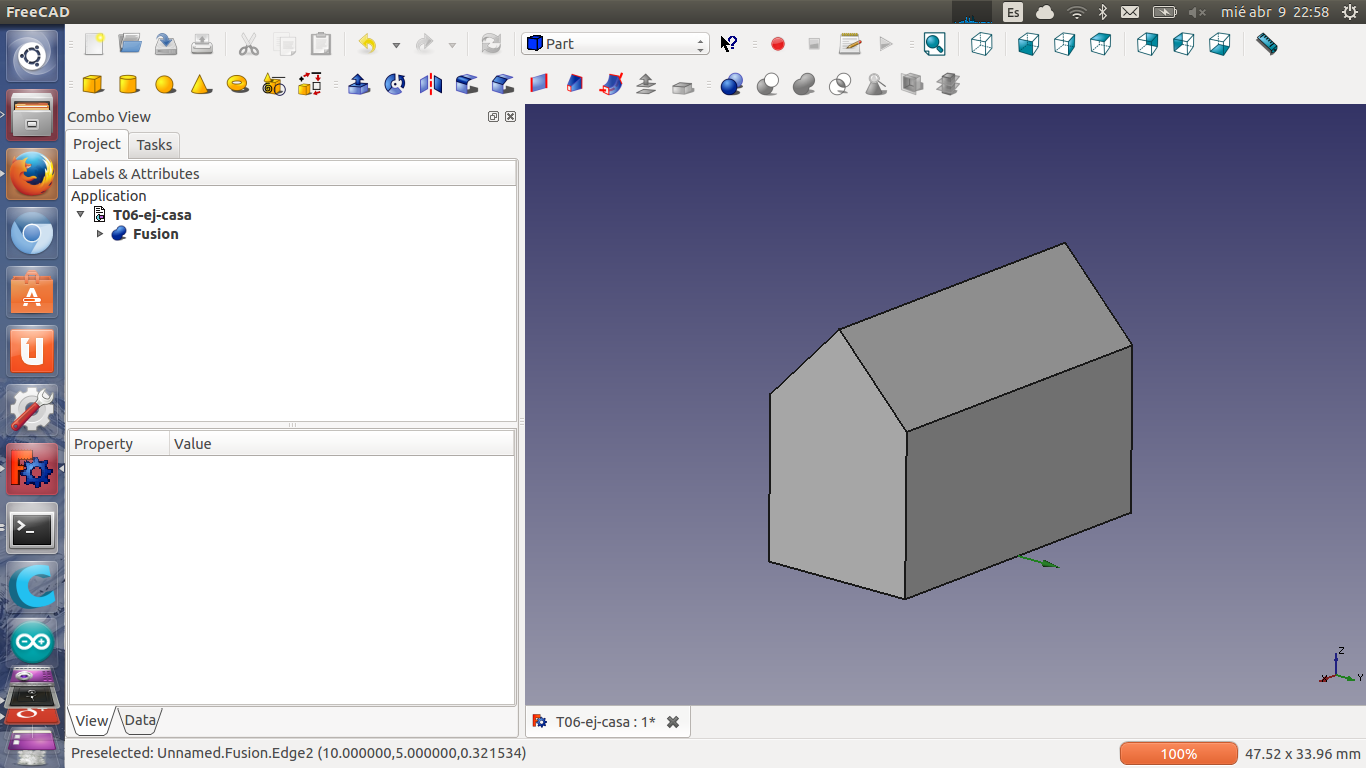 FreeCAD
Es
mié abr 9 22:58
Part
Combo View
Project
Tasks
Labels & Attributes
Application
T06-ej-casa
Fusion
Property
Value
Z
X
Y
View
Data
T06-ej-casa : 1*
Preselected: Unnamed.Fusion.Edge2 (10.000000,5.000000,0.321534)
100%
47.52 x 33.96 mm